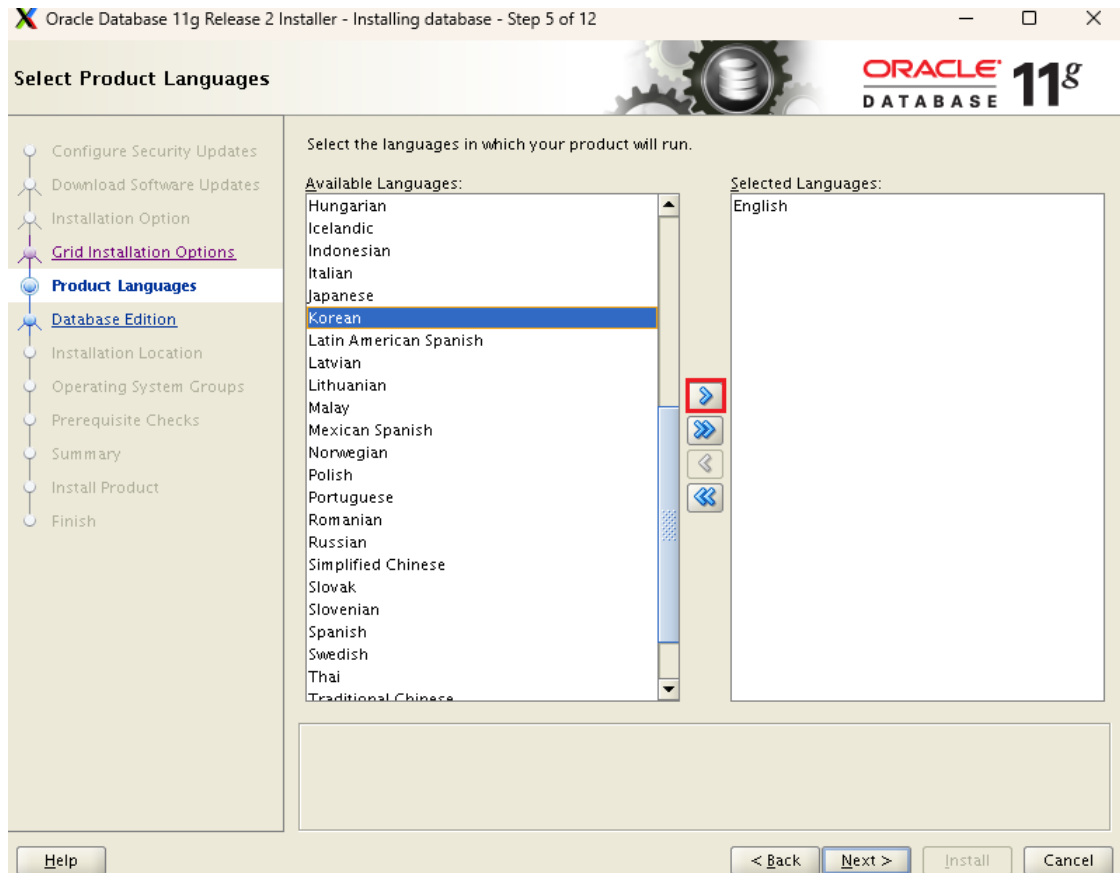 Oracle Database 11g Release 2 Installer - Installing database - Step 5 of 12
Select Product Languages
ORACLE
DATABASE
11g
Configure Security Updates
Download Software Updates
Installation Option
Grid Installation Options
Product Languages
Database Edition
Installation Location
Operating System Groups
Prerequisite Checks
Summary
Install Product
Finish
Select the languages in which your product will run.
Available Languages:
Hungarian
Icelandic
Indonesian
Italian
Japanese
Korean
Latin American Spanish
Latvian
Lithuanian
Malay
Mexican Spanish
Norwegian
Polish
Portuguese
Romanian
Russian
Simplified Chinese
Slovak
Slovenian
Spanish
Swedish
Thai
Traditional Chinese
Selected Languages:
English
Help
< Back
Next >
Install
Cancel